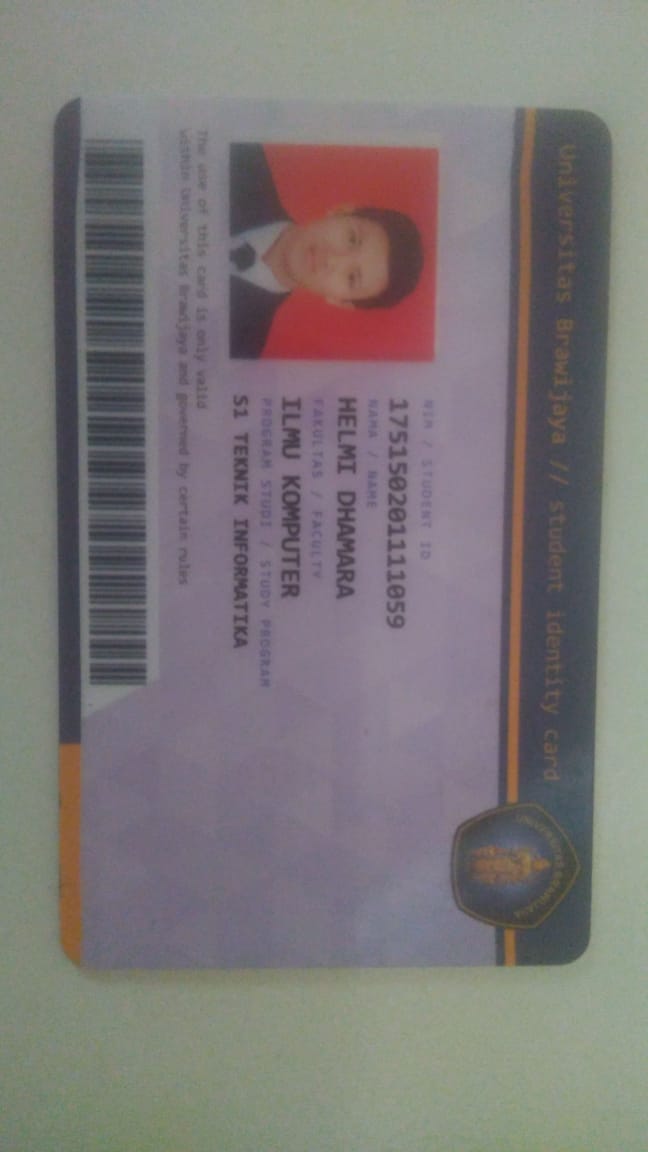 Universitas Brawijaya // student identity card
UNIVERSITAS BRAWIJAYA
NIM / STUDENT ID
175150201111059
NAMA / NAME
HELMI DHAMARA
FAKULTAS / FACULTY
ILMU KOMPUTER
PROGRAM STUDI / STUDY PROGRAM
S1 TEKNIK INFORMATIKA
The use of this card is only valid
within Universitas Brawijaya and governed by certain rules